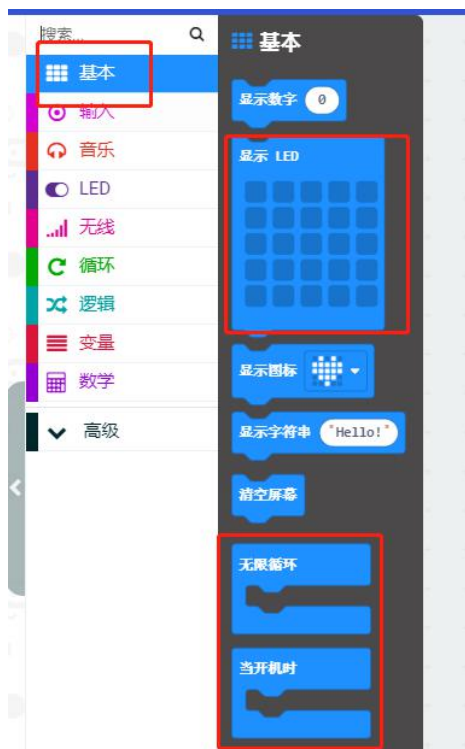 搜索...
基本
输入
音乐
LED
无线
循环
逻辑
变量
数学
高级
基本
显示数字 0
显示 LED
显示图标
显示字符串 "Hello!"
清空屏幕
无限循环
当开机时